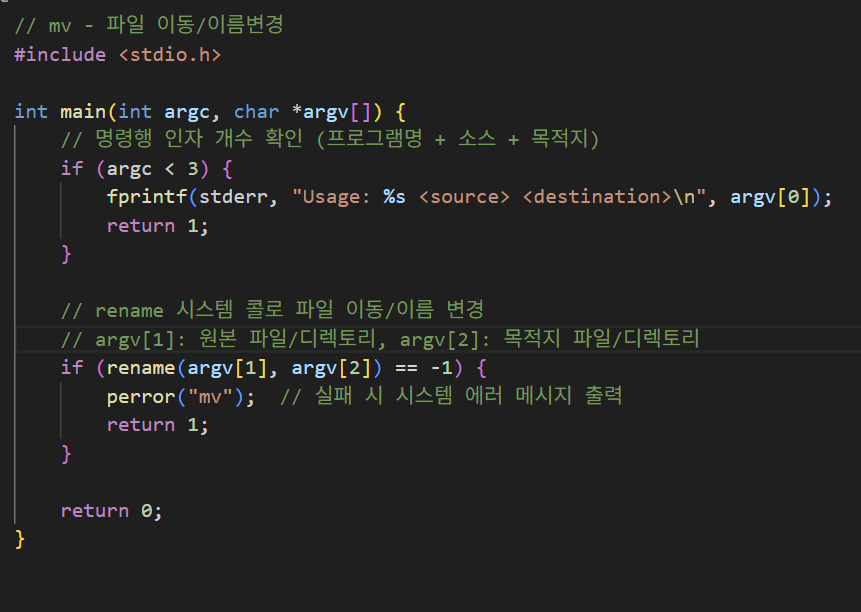 // mv - 파일 이동/이름변경
#include <stdio.h>
int main(int argc, char *argv[]) {
// 명령행 인자 개수 확인 (프로그램명 + 소스 + 목적지)
if (argc < 3) {
fprintf(stderr, "Usage: %s <source> <destination>\n", argv[0]);
return 1;
}
// rename 시스템 콜로 파일 이동/이름 변경
// argv[1]: 원본 파일/디렉토리, argv[2]: 목적지 파일/디렉토리
if (rename(argv[1], argv[2]) == -1) {
perror("mv");  // 실패 시 시스템 에러 메시지 출력
return 1;
}
return 0;
}